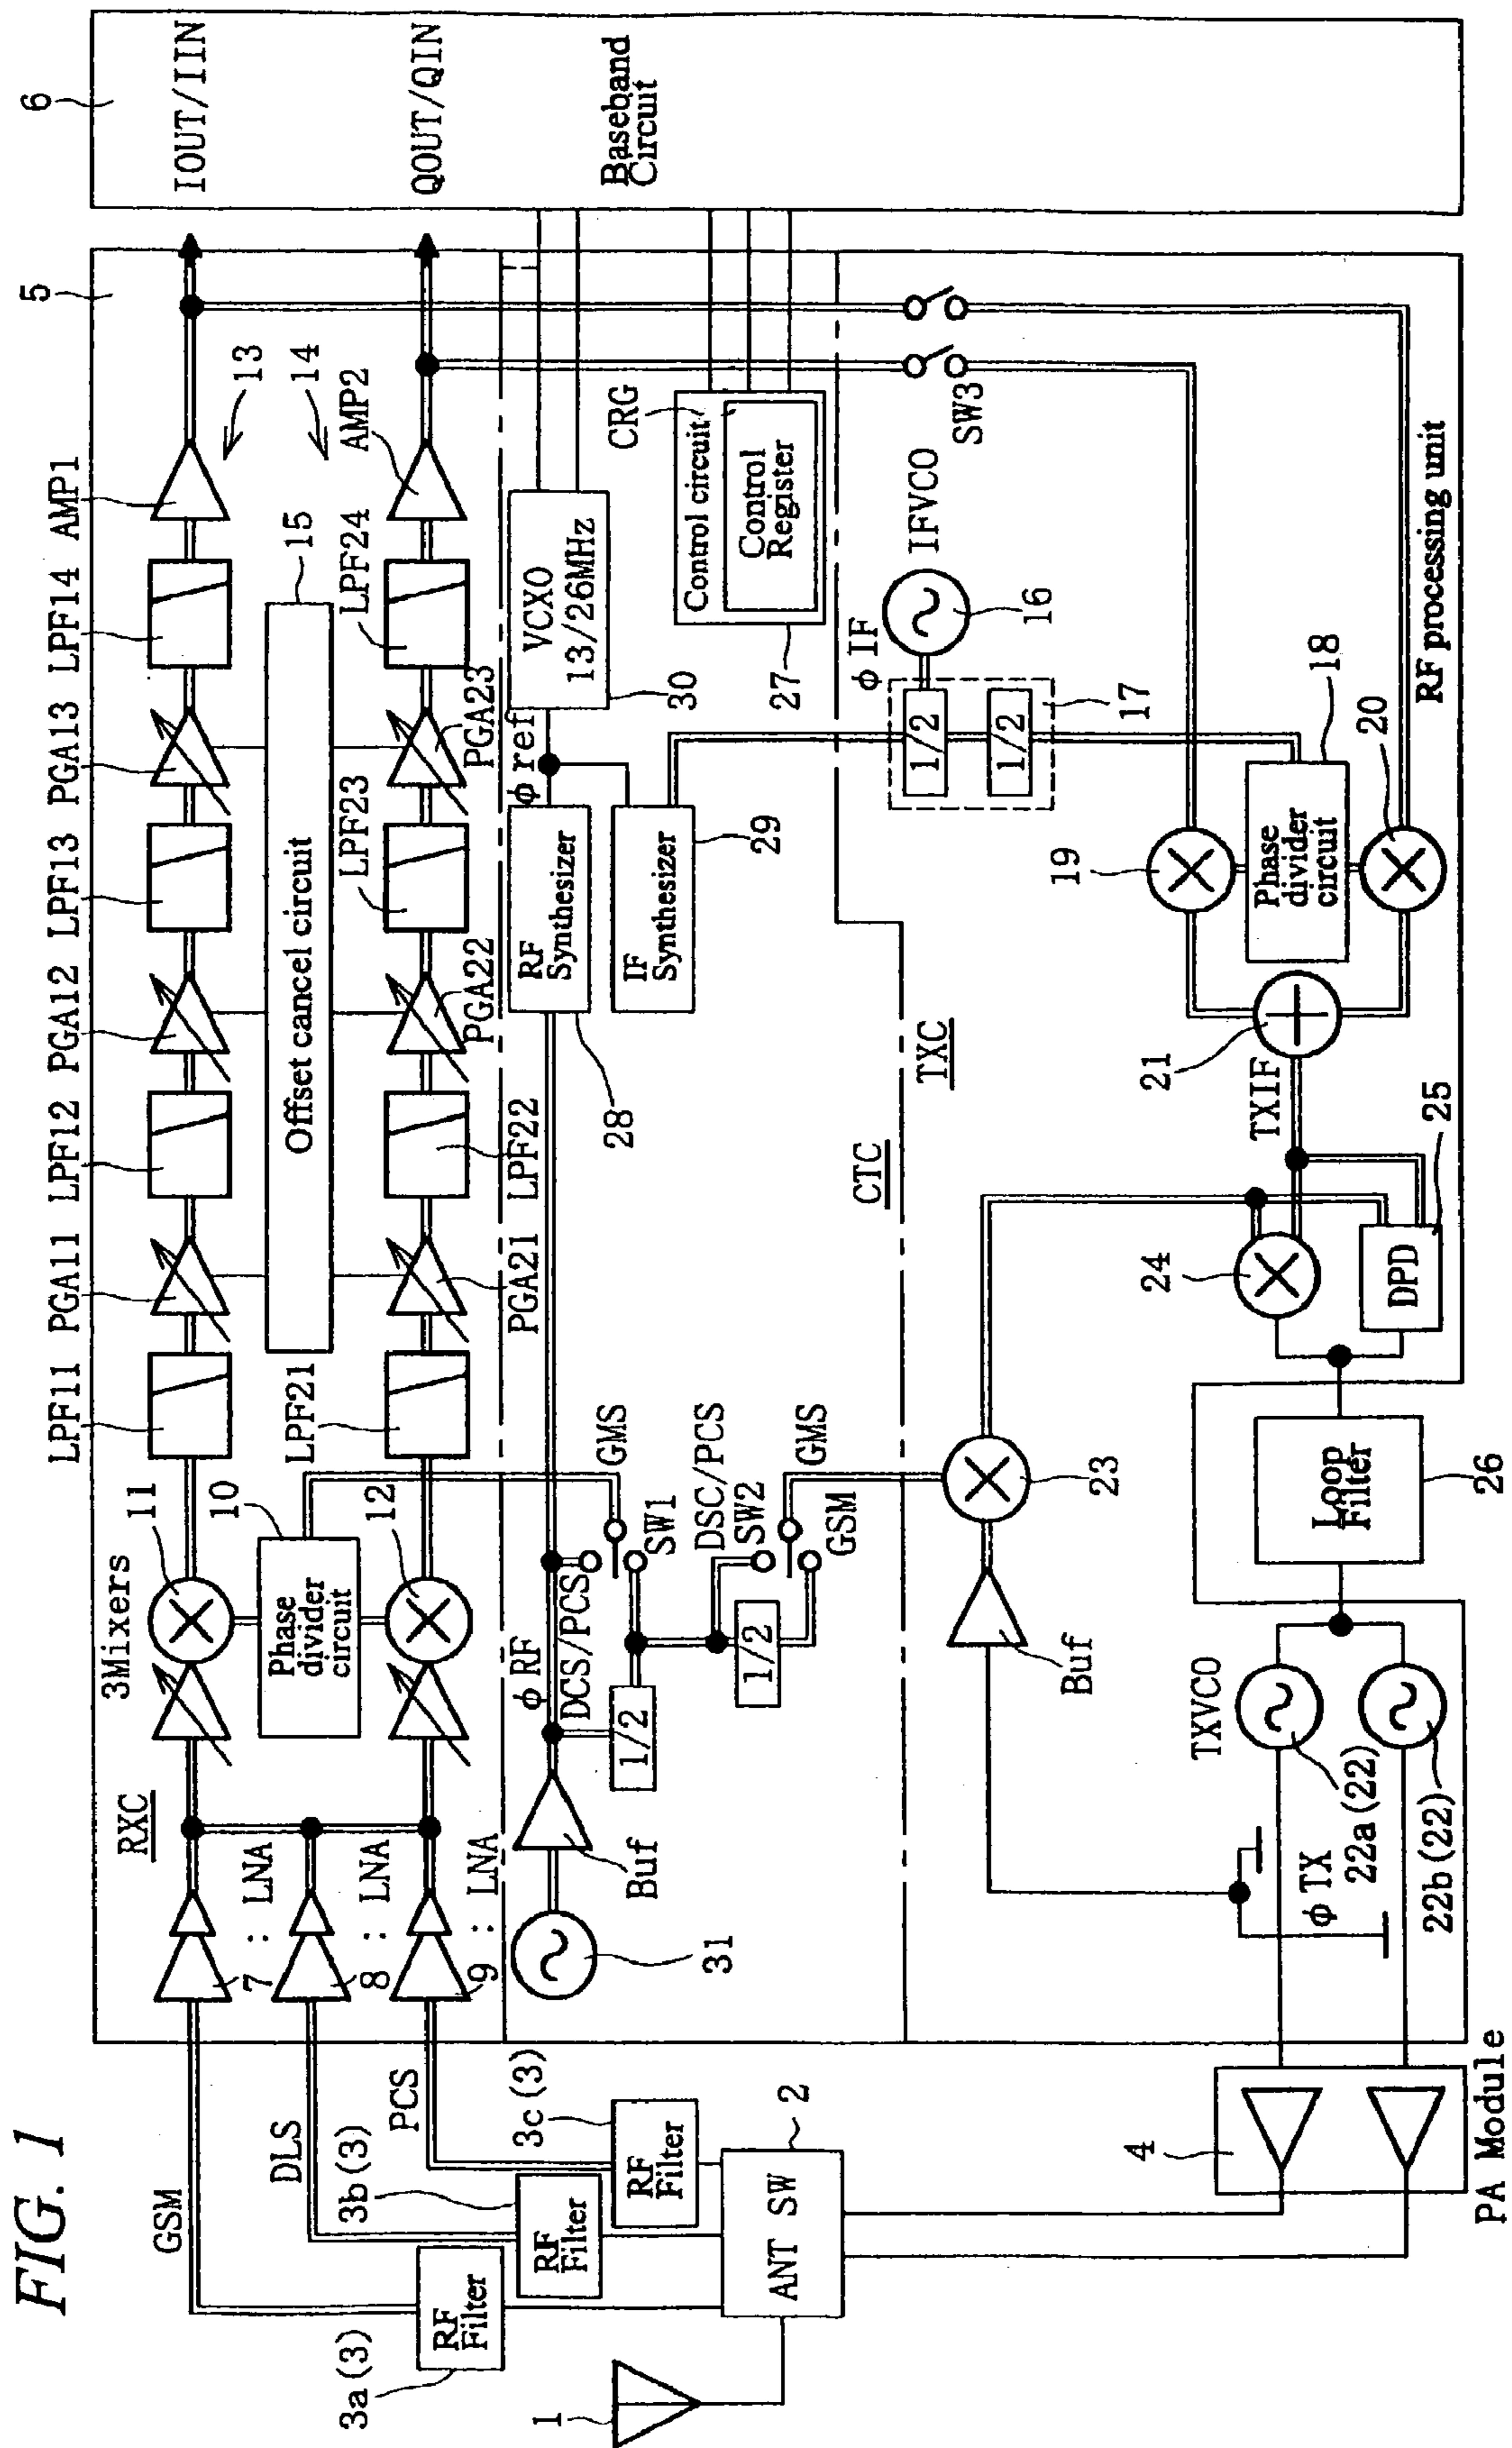 FIG. 1
LPF11
PGA11
LPF12
PGA12
LPF13
PGA13
LPF14
AMP1
5
6
3Mixers
11
13
IOUT/IIN
RXC
7 : LNA
10
Phase
divider
circuit
Offset cancel circuit
15
14
GSM
8 : LNA
12
LPF21
LPF23
LPF24
AMP2
QOUT/QIN
DLS
PCS
9 : LNA
PGA21
LPF22
PGA22
PGA23
3a(3)
RF
Filter
3b(3)
RF
Filter
3c(3)
RF
Filter
31
Buf
φRF
DCS/PCS
1/2
SW1
GMS
RF
Synthesizer
28
φref
VCXO
13/26MHz
30
Baseband
Circuit
IF
Synthesizer
29
CRG
Control circuit
Control
Register
27
1
ANT SW
2
1/2
DSC/PCS
SW2
GMS
GSM
CTC
TXC
φIF
IFVCO
1/2
1/2
16
17
SW3
Buf
23
19
Phase
divider
circuit
18
20
RF processing unit
21
TXIF
24
DPD
25
Loop
Filter
26
TXVCO
φTX
22a(22)
22b(22)
4
PA Module